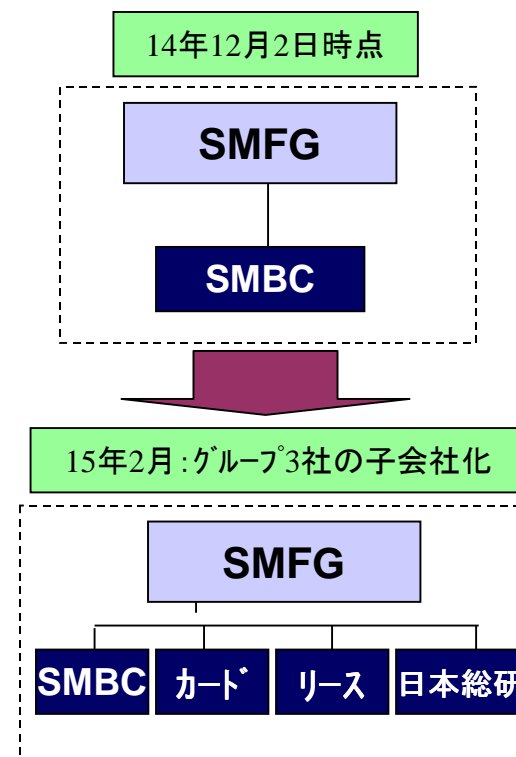 14年12月2日時点
SMFG
SMBC
15年2月：ｸﾞﾙｰﾌﾟ3社の子会社化
SMFG
SMBC ｶｰﾄﾞ ﾘｰｽ 日本総研